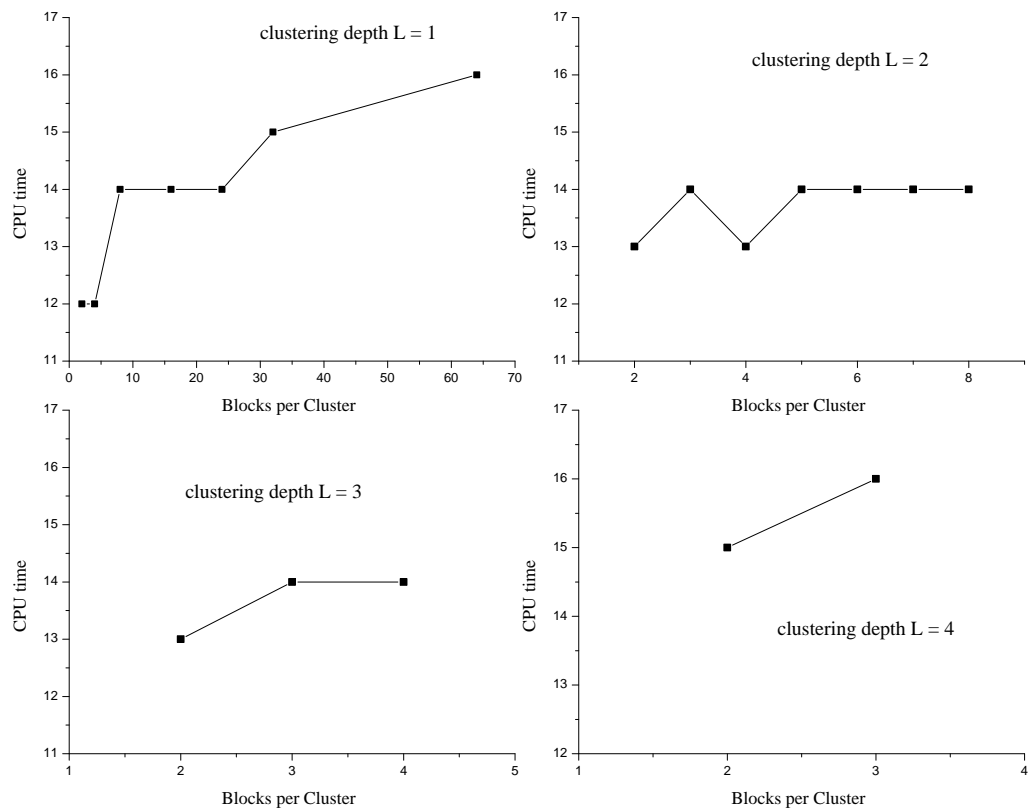 17
16
15
14
13
12
11
CPU time
clustering depth L = 1
0 10 20 30 40 50 60 70
Blocks per Cluster
17
16
15
14
13
12
11
CPU time
clustering depth L = 2
2 4 6 8
Blocks per Cluster
17
16
15
14
13
12
11
CPU time
clustering depth L = 3
1 2 3 4 5
Blocks per Cluster
17
16
15
14
13
12
CPU time
clustering depth L = 4
1 2 3 4
Blocks per Cluster